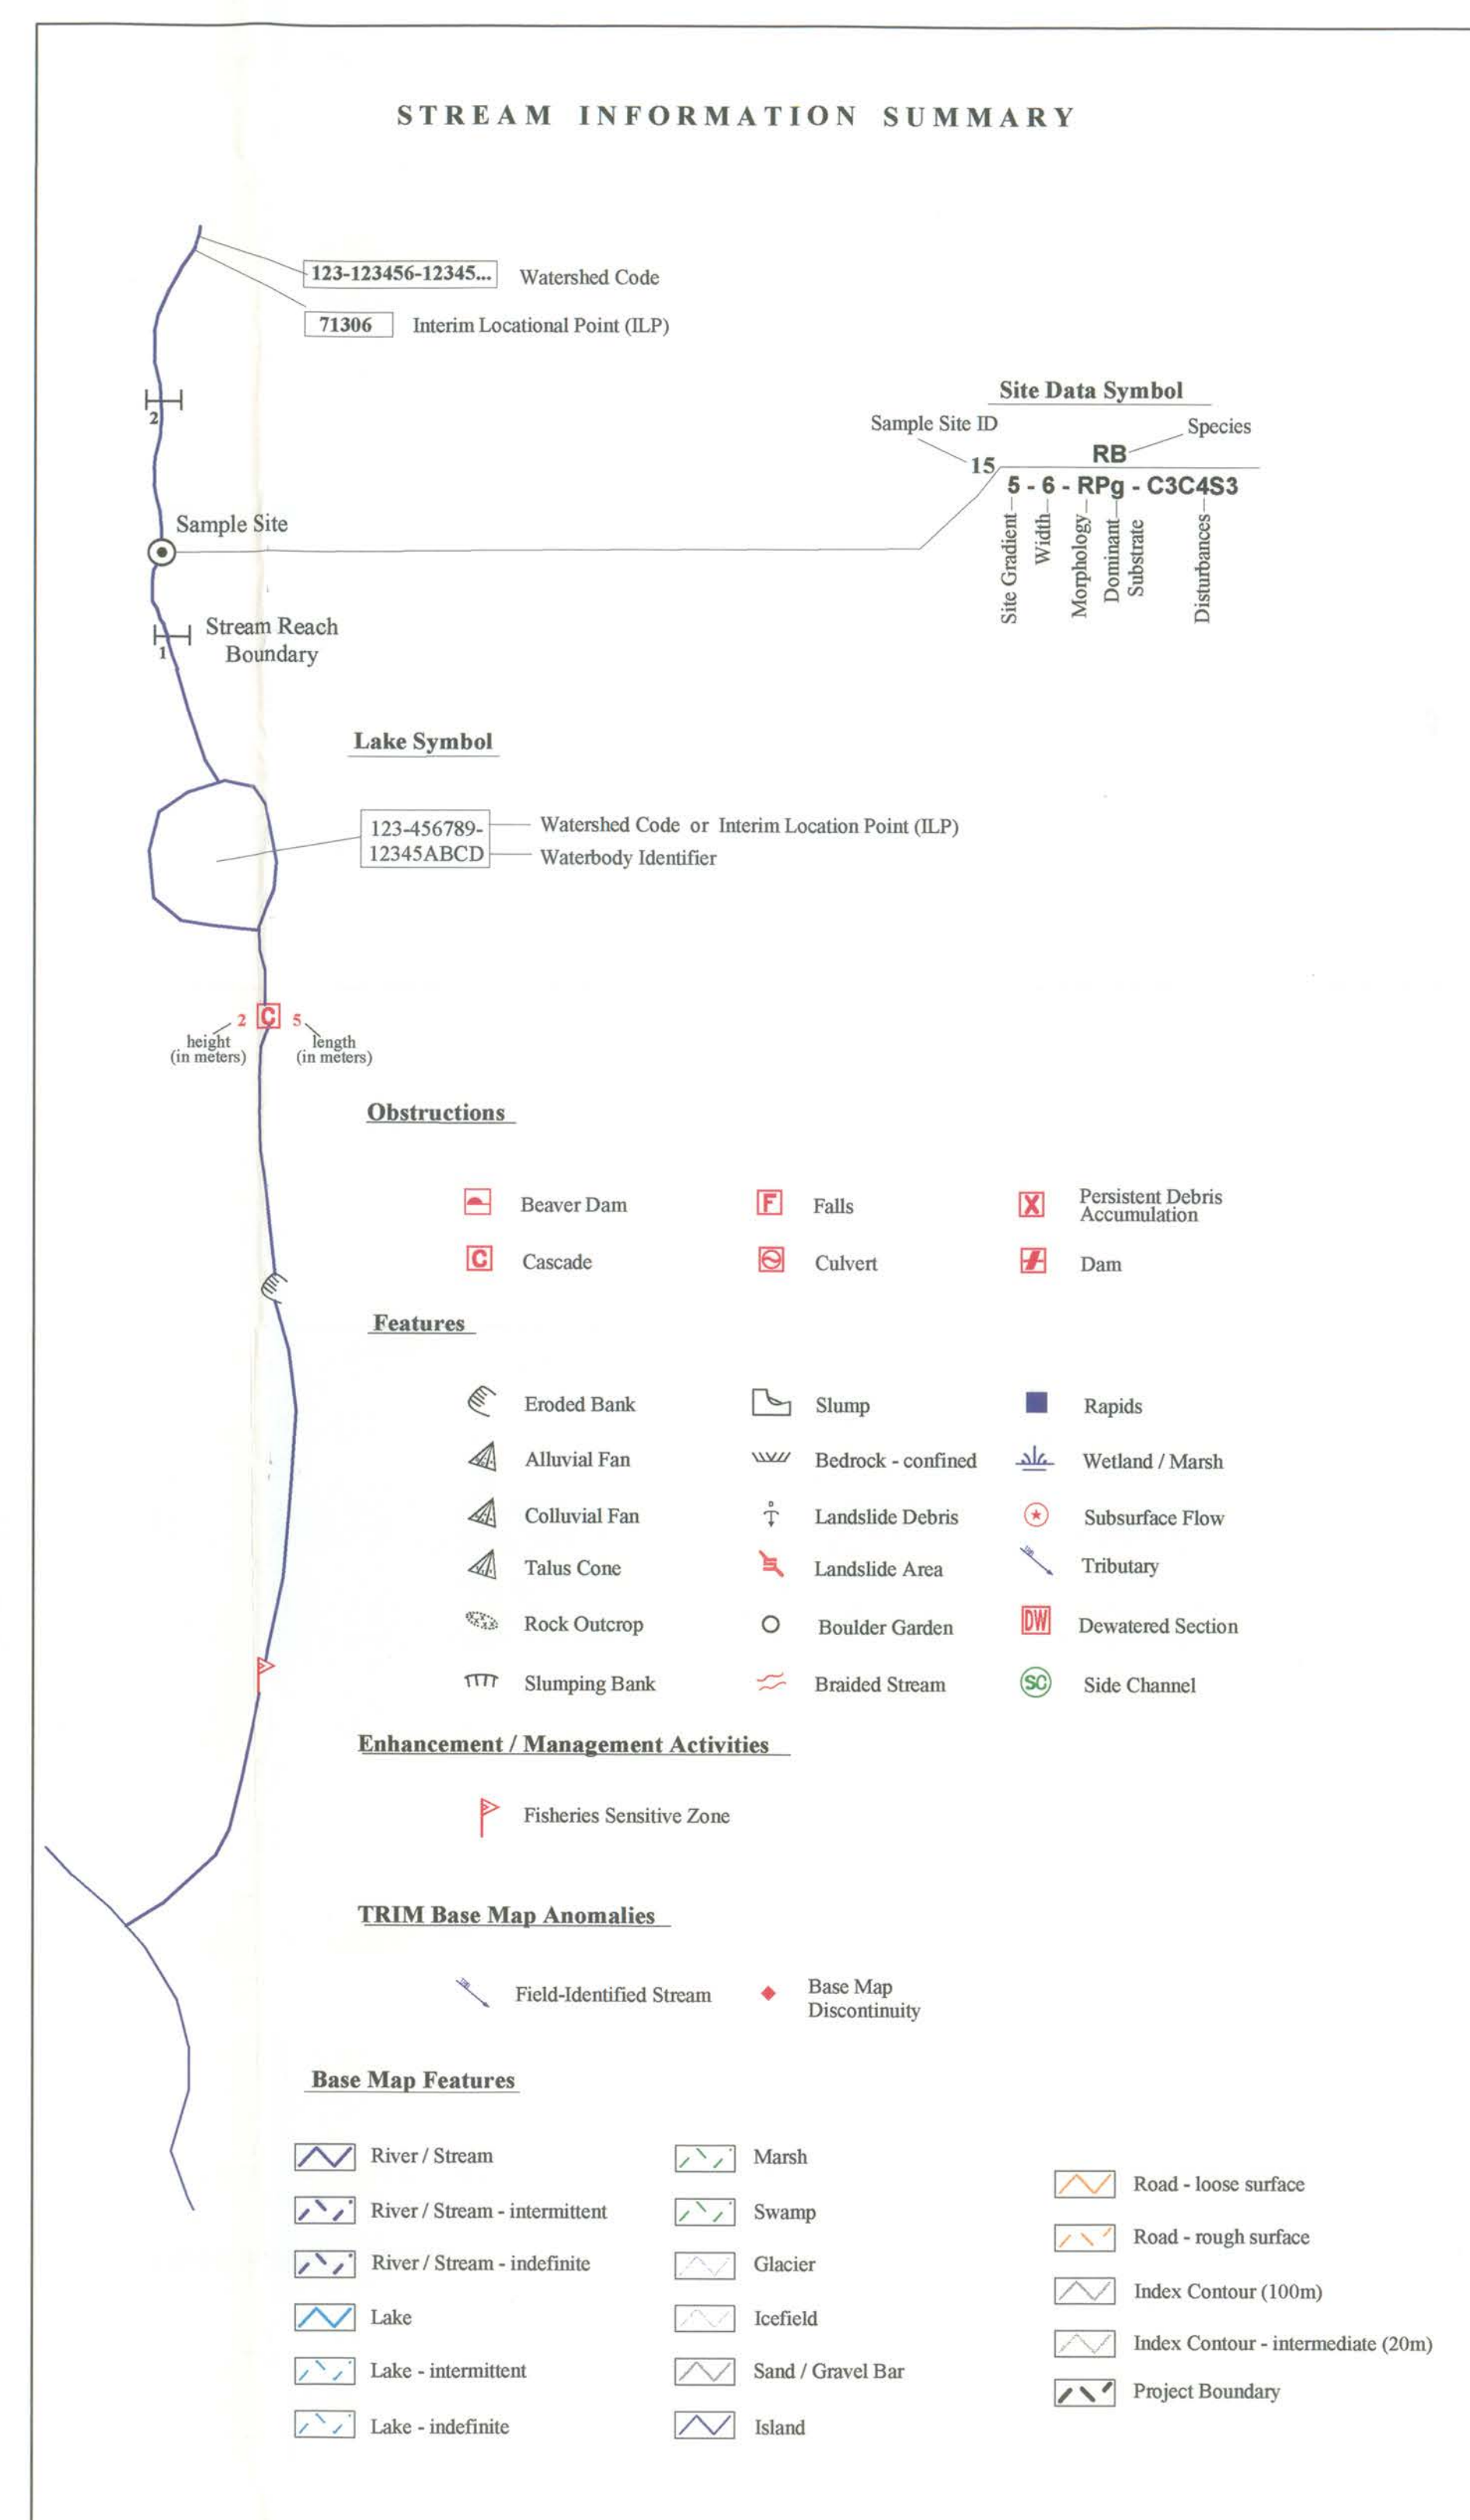 STREAM INFORMATION SUMMARY
123-123456-12345... Watershed Code
71306 Interim Locational Point (ILP)
2
Site Data Symbol
Sample Site ID
Species
15
RB
5 - 6 - RPg - C3C4S3
Site Gradient
Width
Morphology
Dominant
Substrate
Disturbances
Sample Site
Stream Reach
Boundary
1
Lake Symbol
123-456789- Watershed Code or Interim Location Point (ILP)
12345ABCD Waterbody Identifier
2 C 5
height length
(in meters) (in meters)
Obstructions
Beaver Dam F Falls X Persistent Debris
Accumulation
C Cascade Culvert Dam
Features
Eroded Bank Slump Rapids
Alluvial Fan Bedrock - confined Wetland / Marsh
Colluvial Fan Landslide Debris Subsurface Flow
Talus Cone Landslide Area Tributary
Rock Outcrop Boulder Garden DW Dewatered Section
Slumping Bank Braided Stream SC Side Channel
Enhancement / Management Activities
Fisheries Sensitive Zone
TRIM Base Map Anomalies
Field-Identified Stream Base Map
Discontinuity
Base Map Features
River / Stream
River / Stream - intermittent
River / Stream - indefinite
Lake
Lake - intermittent
Lake - indefinite
Marsh
Swamp
Glacier
Icefield
Sand / Gravel Bar
Island
Road - loose surface
Road - rough surface
Index Contour (100m)
Index Contour - intermediate (20m)
Project Boundary